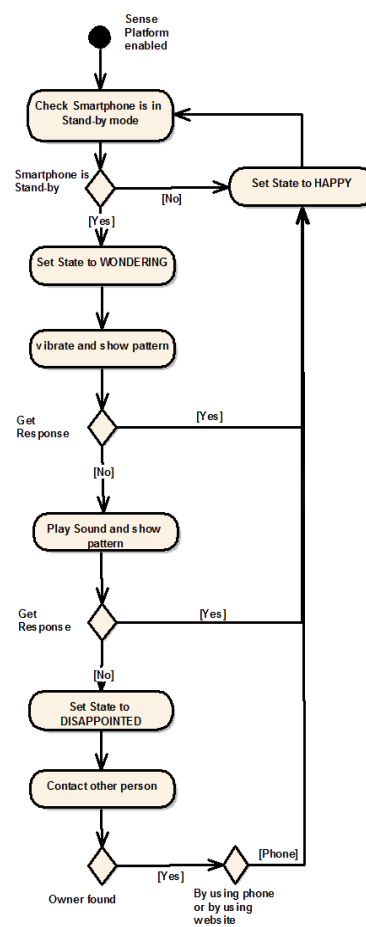 Sense
Platform
enabled
Check Smartphone is in
Stand-by mode
Smartphone is
Stand-by
[No]
Set State to HAPPY
[Yes]
Set State to WONDERING
vibrate and show pattern
Get
Response
[Yes]
[No]
Play Sound and show
pattern
Get
Response
[Yes]
[No]
Set State to
DISAPPOINTED
Contact other person
[Phone]
[Yes]
Owner found
By using phone
or by using
website